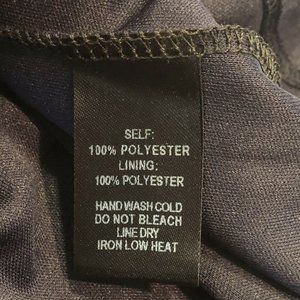 SELF:
100% POLYESTER
LINING:
100% POLYESTER
HAND WASH COLD
DO NOT BLEACH
LINE DRY
IRON LOW HEAT